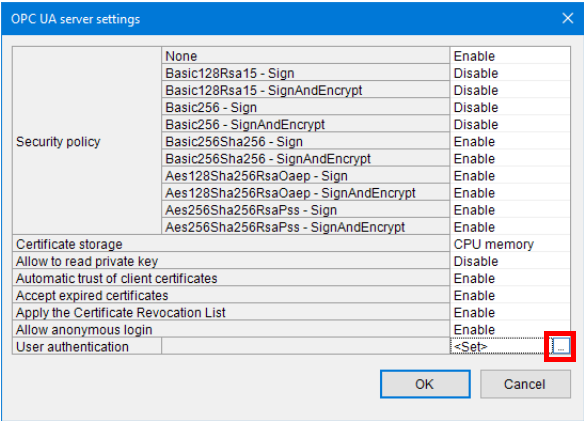 OPC UA server settings
None Enable
Basic128Rsa15 - Sign Disable
Basic128Rsa15 - SignAndEncrypt Disable
Basic256 - Sign Disable
Basic256 - SignAndEncrypt Disable
Security policy Basic256Sha256 - Sign Enable
Basic256Sha256 - SignAndEncrypt Enable
Aes128Sha256RsaOaep - Sign Enable
Aes128Sha256RsaOaep - SignAndEncrypt Enable
Aes256Sha256RsaPss - Sign Enable
Aes256Sha256RsaPss - SignAndEncrypt Enable
Certificate storage CPU memory
Allow to read private key Disable
Automatic trust of client certificates Enable
Accept expired certificates Enable
Apply the Certificate Revocation List Enable
Allow anonymous login Enable
User authentication <Set> ...
OK Cancel